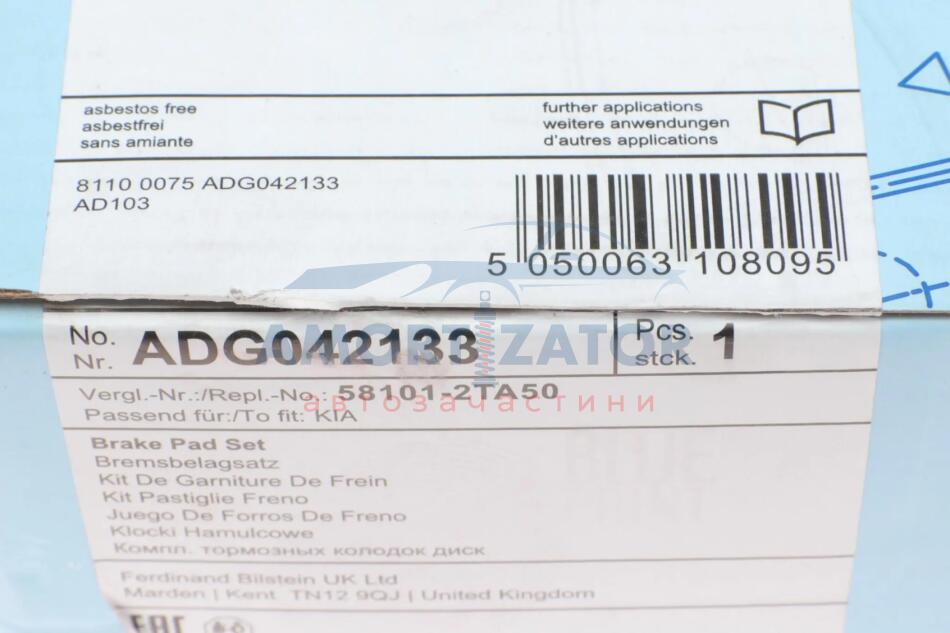 asbestos free
asbestfrei
sans amiante
further applications
weitere anwendungen
d'autres applications
8110 0075 ADG042133
AD103
5 050063 108095
No.
Nr.
ADG042133
Pcs.
stck.
1
AMORTIZATOR
Vergl.-Nr.:/Repl.-No.: 58101-2TA50
автозачастини
Passend für:/To fit: KIA
Brake Pad Set
Bremsbelagsatz
Kit De Garniture De Frein
Kit Pastiglie Freno
Juego De Forros De Freno
Klocki Hamulcowe
Компл. тормозных колодок диск
Ferdinand Bilstein UK Ltd
Marden | Kent TN12 9QJ | United Kingdom
EAC